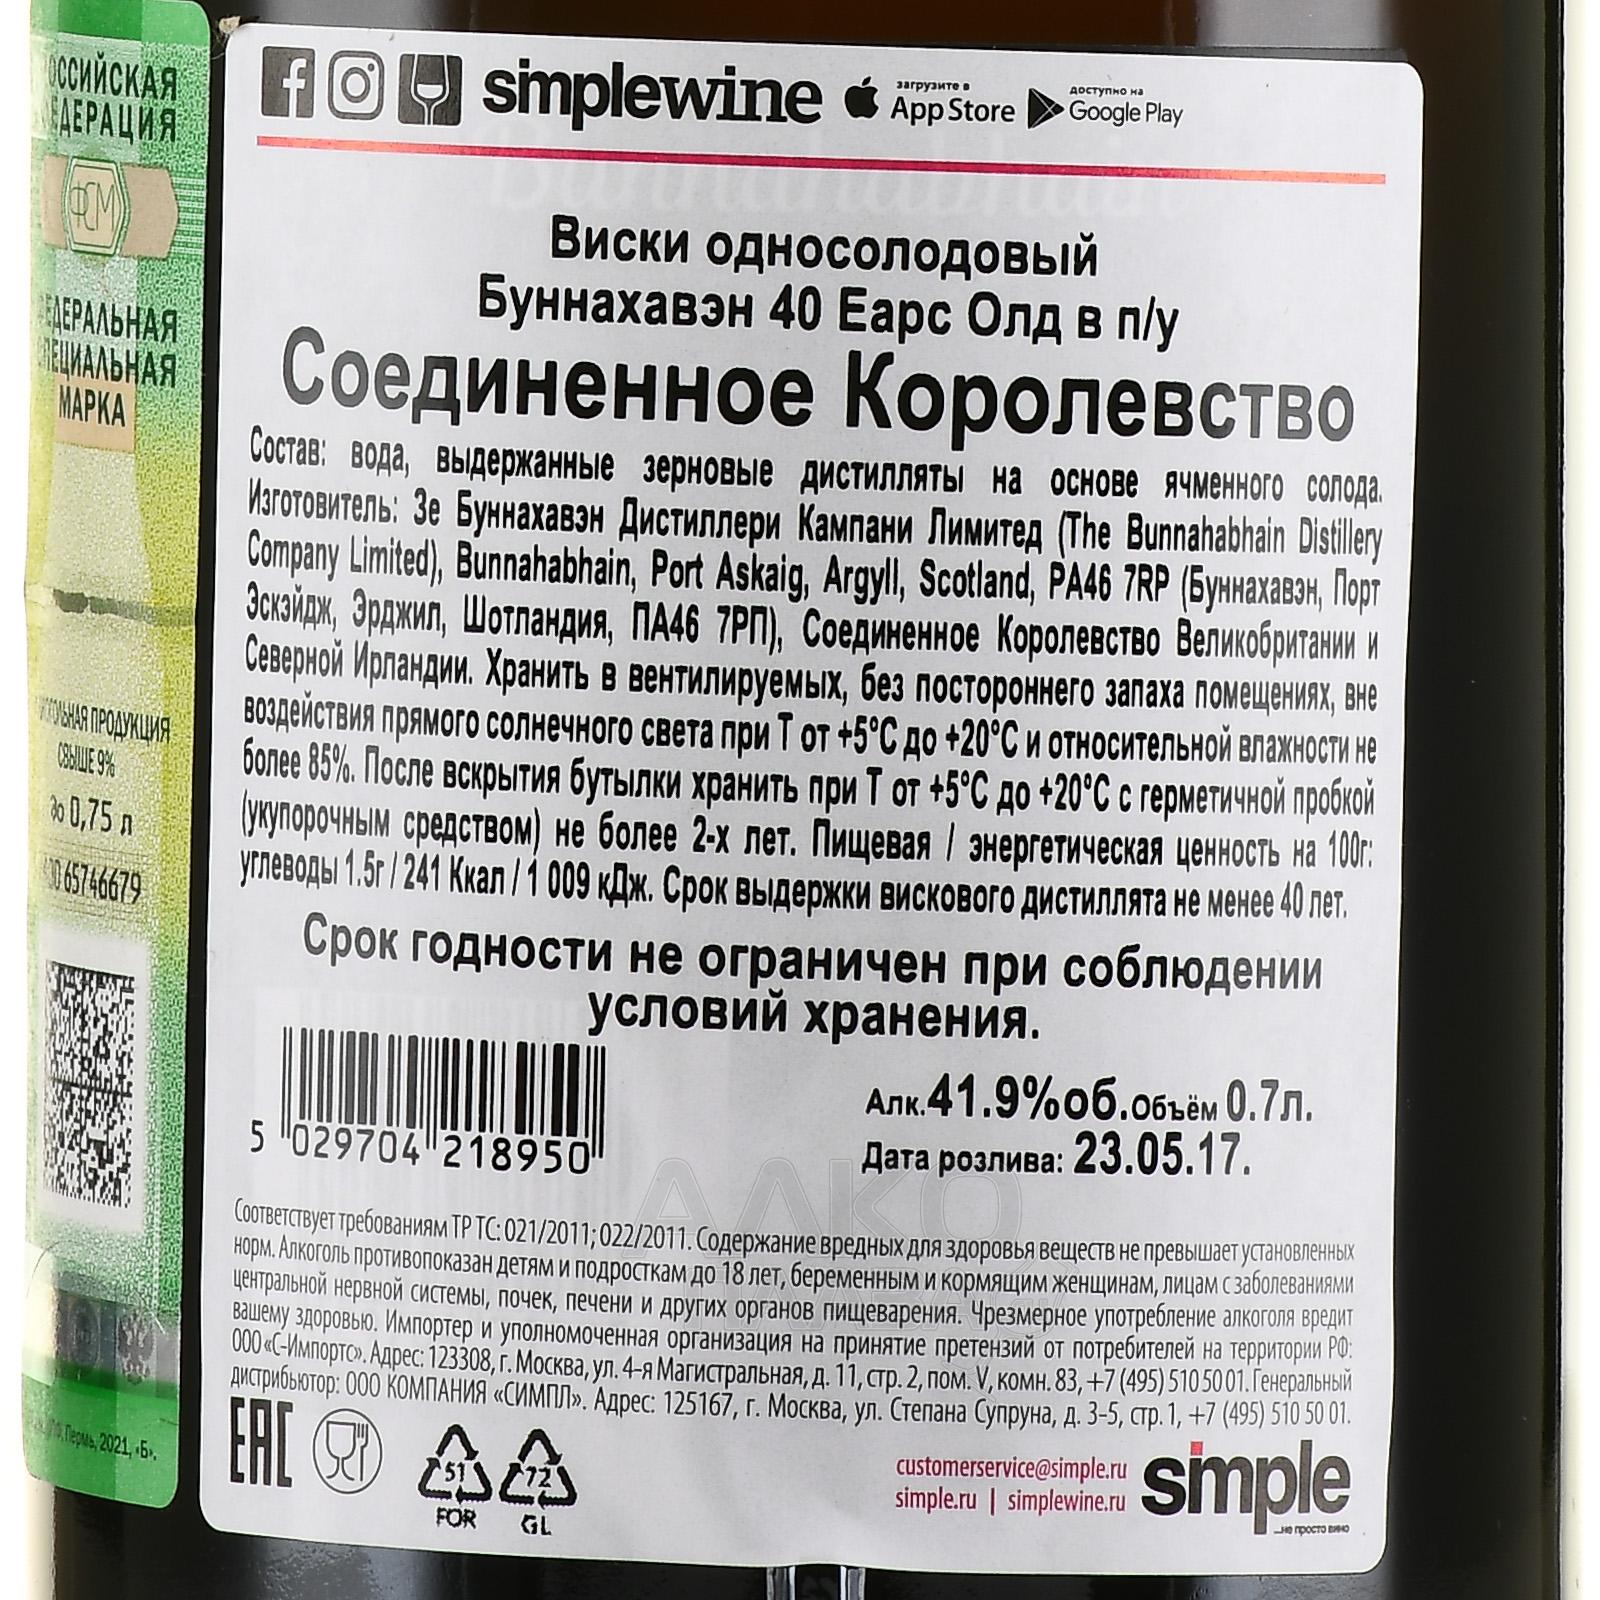 simplewine
загрузите в
App Store
доступно на
Google Play
Виски односолодовый
Буннахавэн 40 Еарс Олд в п/у
Соединенное Королевство
Состав: вода, выдержанные зерновые дистилляты на основе ячменного солода.
Изготовитель: Зе Буннахавэн Дистиллери Кампани Лимитед (The Bunnahabhain Distillery
Company Limited), Bunnahabhain, Port Askaig, Argyll, Scotland, PA46 7RP (Буннахавэн, Порт
Эскэйдж, Эрджил, Шотландия, ПА46 7РП), Соединенное Королевство Великобритании и
Северной Ирландии. Хранить в вентилируемых, без постороннего запаха помещениях, вне
воздействия прямого солнечного света при Т от +5°С до +20°С и относительной влажности не
более 85%. После вскрытия бутылки хранить при Т от +5°С до +20°С с герметичной пробкой
(укупорочным средством) не более 2-х лет. Пищевая / энергетическая ценность на 100г:
углеводы 1.5г / 241 Ккал / 1 009 кДж. Срок выдержки вискового дистиллята не менее 40 лет.
Срок годности не ограничен при соблюдении
условий хранения.
5 029704 218950
Алк.41.9%об.Объём 0.7л.
Дата розлива: 23.05.17.
Соответствует требованиям ТР ТС: 021/2011; 022/2011. Содержание вредных для здоровья веществ не превышает установленных
норм. Алкоголь противопоказан детям и подросткам до 18 лет, беременным и кормящим женщинам, лицам с заболеваниями
центральной нервной системы, почек, печени и других органов пищеварения. Чрезмерное употребление алкоголя вредит
вашему здоровью. Импортер и уполномоченная организация на принятие претензий от потребителей на территории РФ:
ООО «С-Импортс». Адрес: 123308, г. Москва, ул. 4-я Магистральная, д. 11, стр. 2, пом. V, комн. 83, +7 (495) 510 50 01. Генеральный
дистрибьютор: ООО КОМПАНИЯ «СИМПЛ». Адрес: 125167, г. Москва, ул. Степана Супруна, д. 3-5, стр. 1, +7 (495) 510 50 01.
EAC
51
FOR
72
GL
customerservice@simple.ru
simple.ru | simplewine.ru
simple
...не просто вино
ОССИЙСКАЯ
ЕДЕРАЦИЯ
ФСМ
ЕДЕРАЛЬНАЯ
ПЕЦИАЛЬНАЯ
МАРКА
ПРОДУКЦИЯ
СВЫШЕ 9%
до 0,75 л
65746679
Пермь, 2021, «Б».
АЛКО